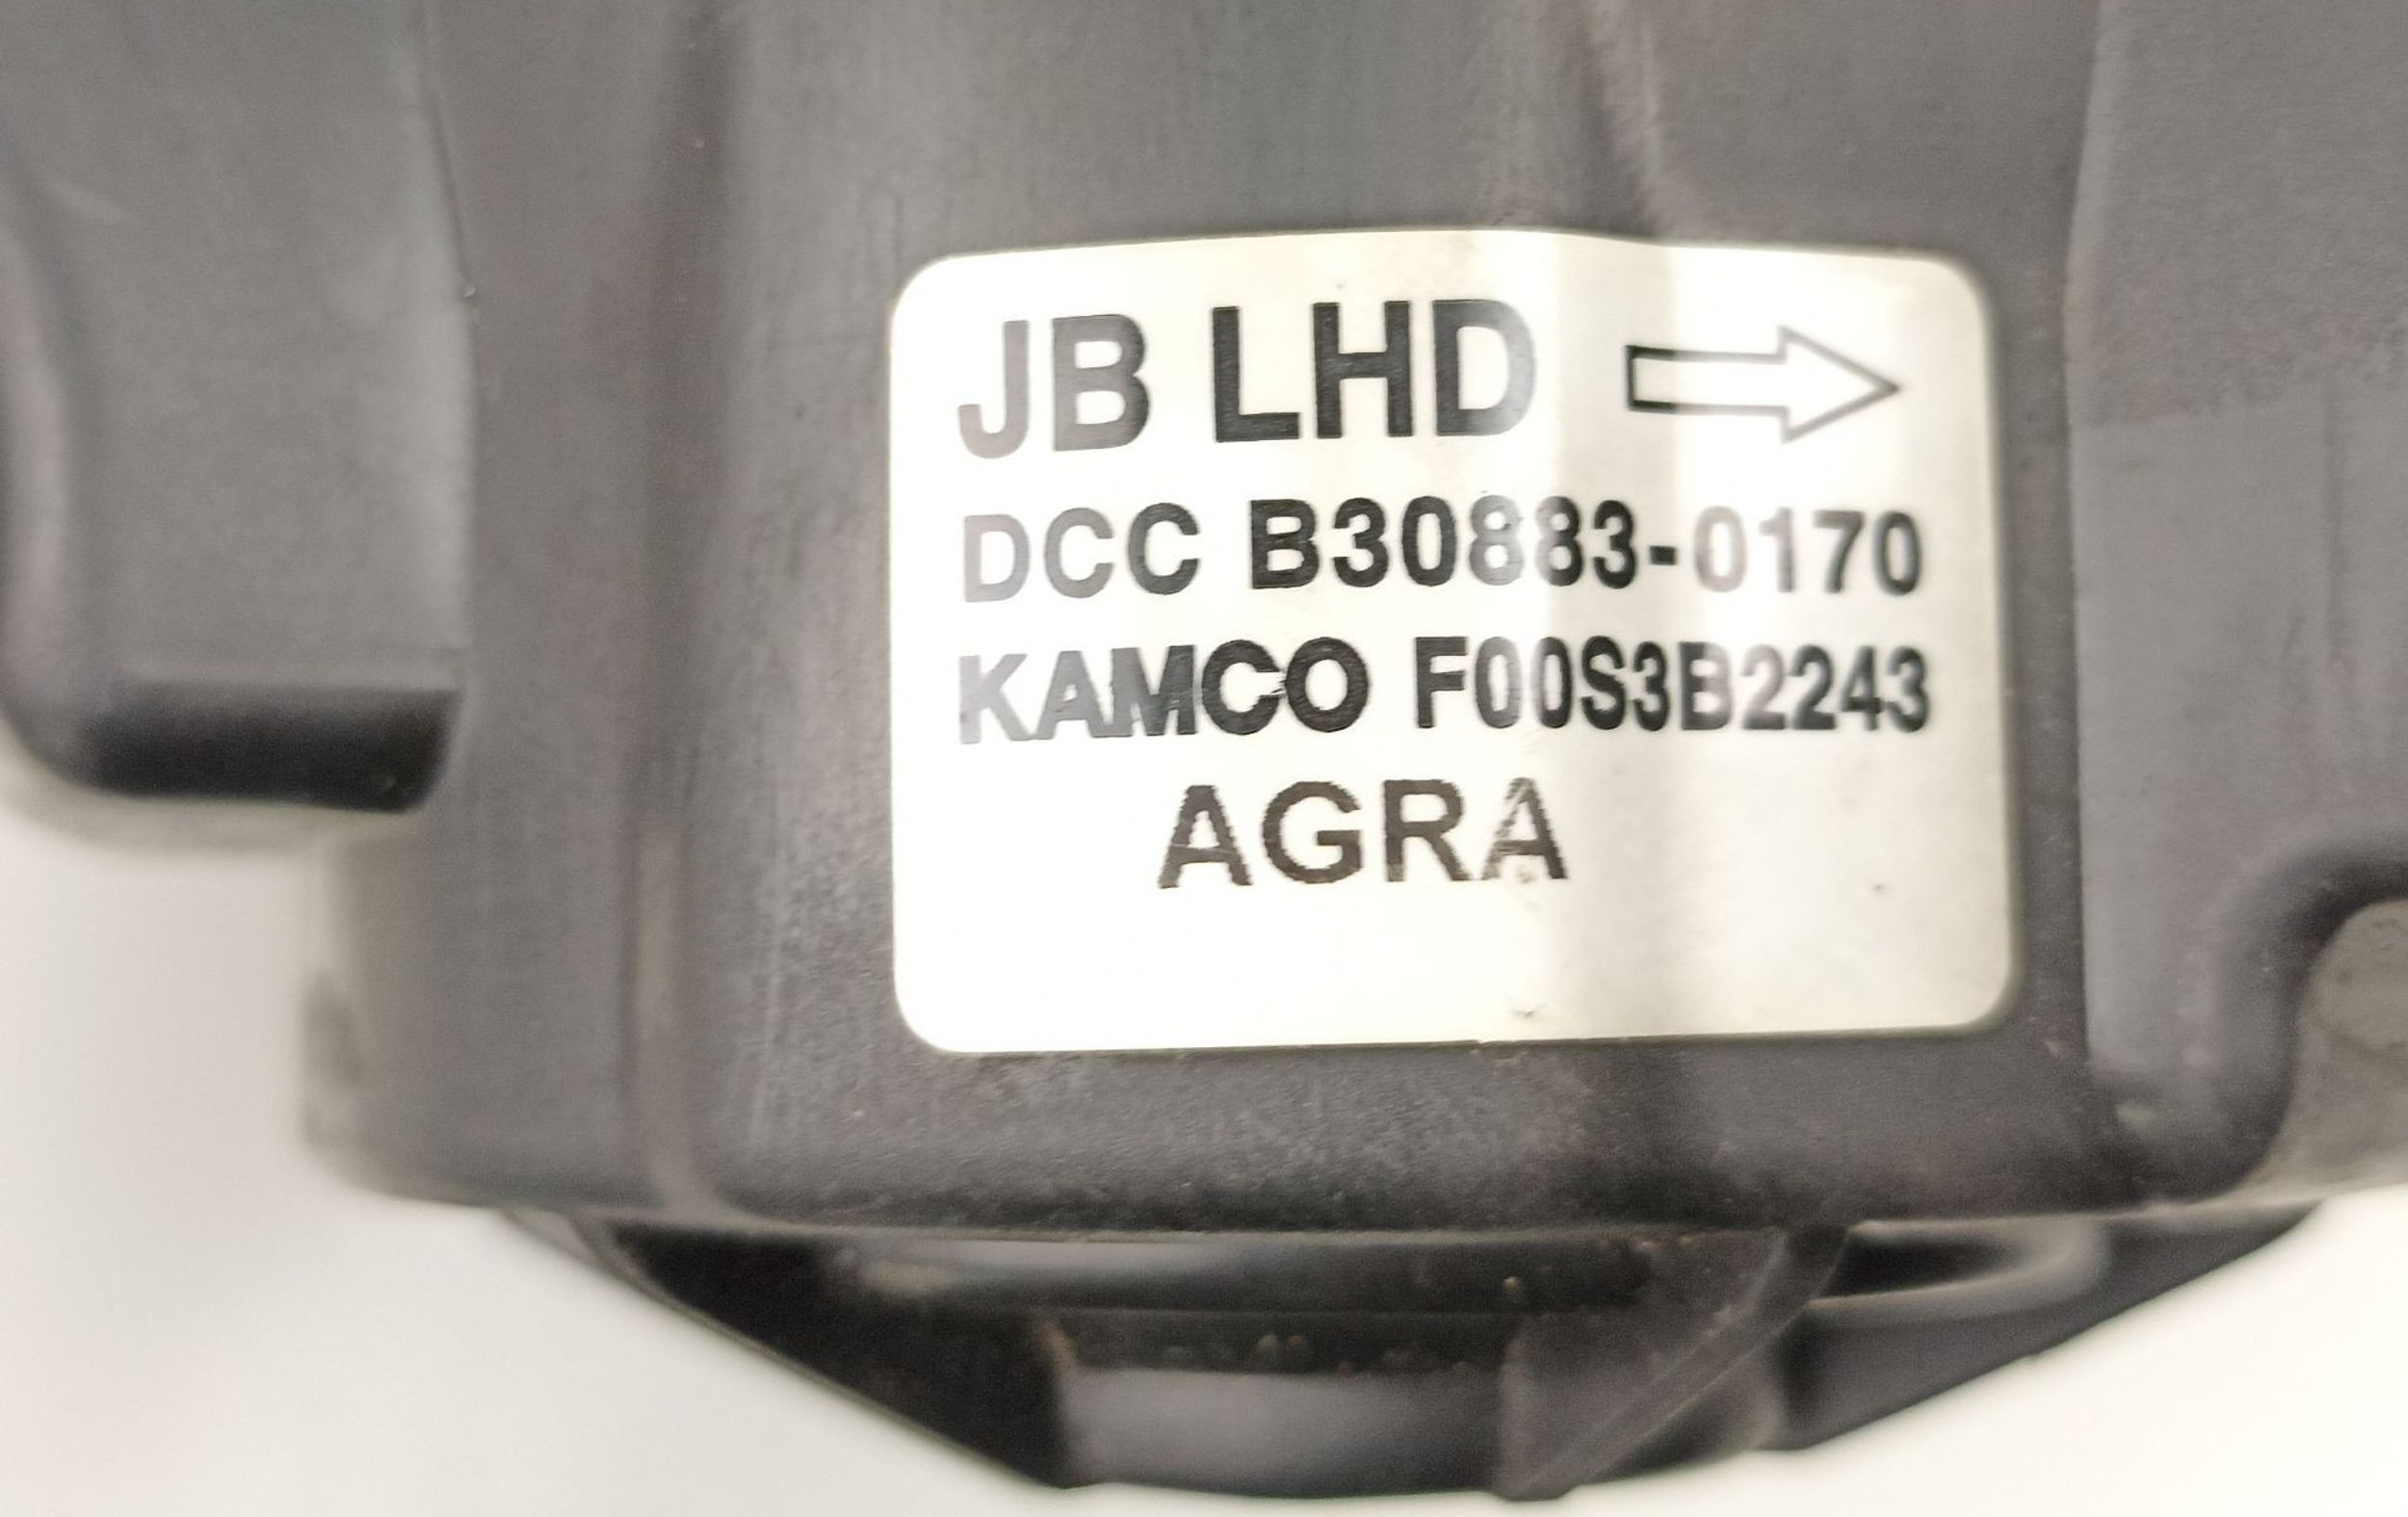 JB LHD
DCC B30883-0170
KAMCO F00S3B2243
AGRA